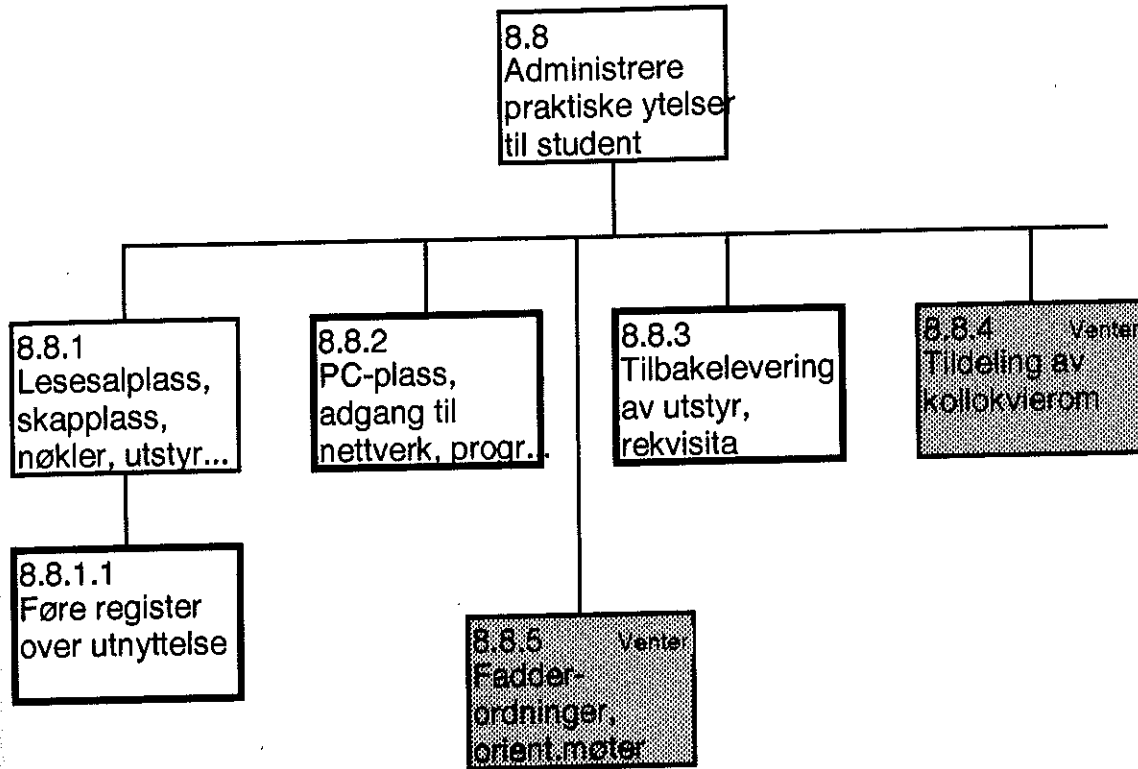 8.8
Administrere
praktiske ytelser
til student
8.8.1
Lesesalplass,
skapplass,
nøkler, utstyr...
8.8.2
PC-plass,
adgang til
nettverk, progr...
8.8.3
Tilbakelevering
av utstyr,
rekvisita
8.8.4 Venter
Tildeling av
kollokvierom
8.8.1.1
Føre register
over utnyttelse
8.8.5 Venter
Fadder-
ordninger,
orient.møter